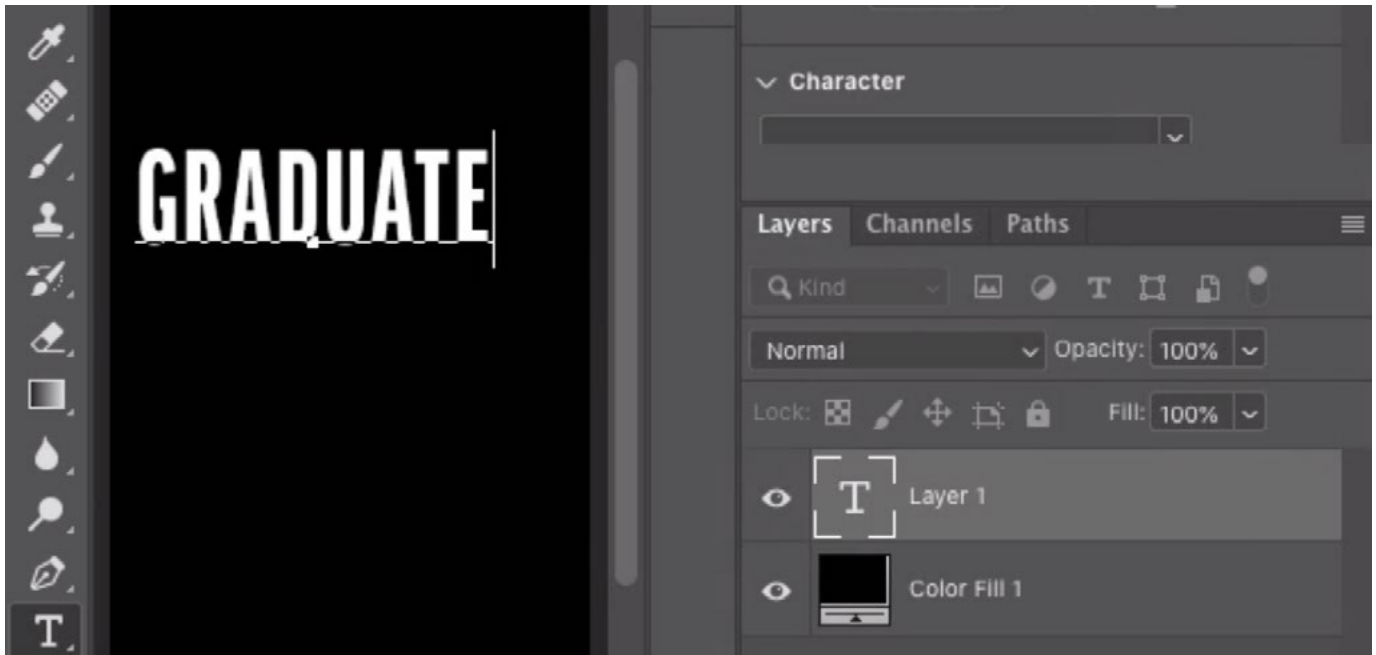 GRADUATE
Character
Layers Channels Paths
Kind
Normal Opacity: 100%
Lock: Fill: 100%
T Layer 1
Color Fill 1
T